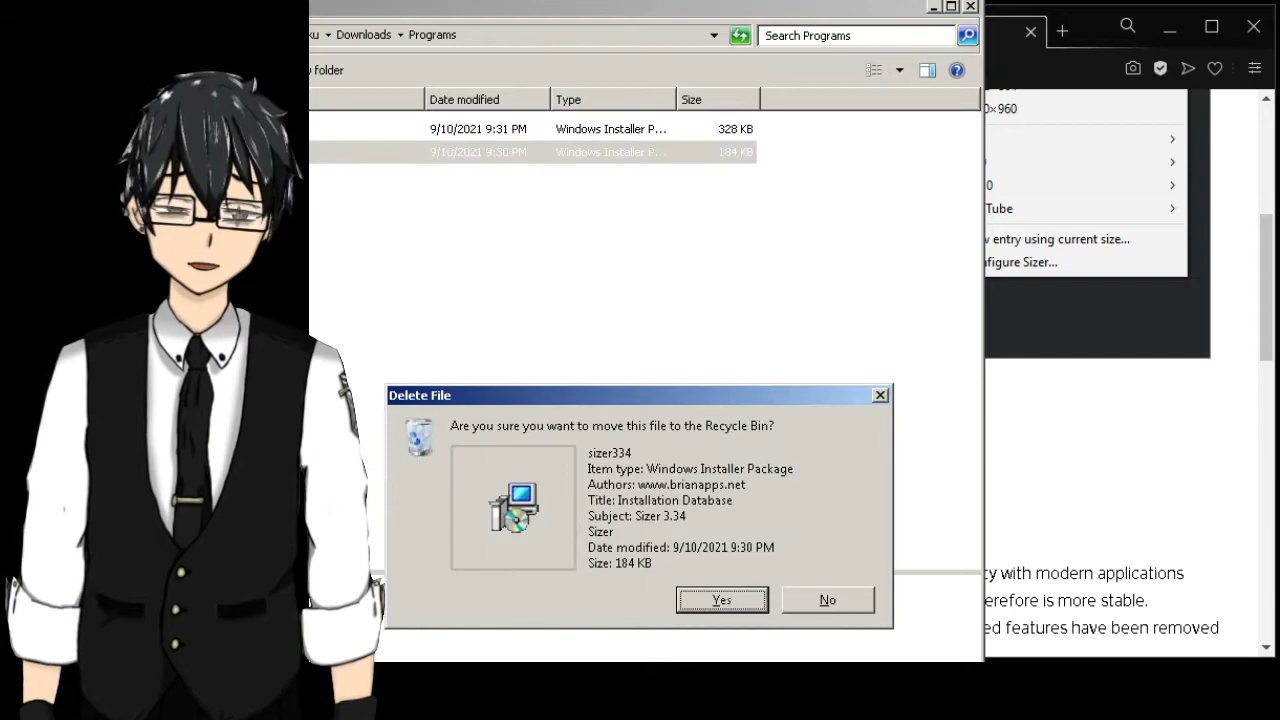 ku Downloads Programs
Search Programs
folder
Date modified Type Size
9/10/2021 9:31 PM Windows Installer P... 328 KB
9/10/2021 9:30 PM Windows Installer P... 184 KB
0×960
0
Tube
entry using current size...
figure Sizer...
Delete File
Are you sure you want to move this file to the Recycle Bin?
sizer334
Item type: Windows Installer Package
Authors: www.brianapps.net
Title: Installation Database
Subject: Sizer 3.34
Sizer
Date modified: 9/10/2021 9:30 PM
Size: 184 KB
Yes
No
ty with modern applications
erefore is more stable.
ed features have been removed